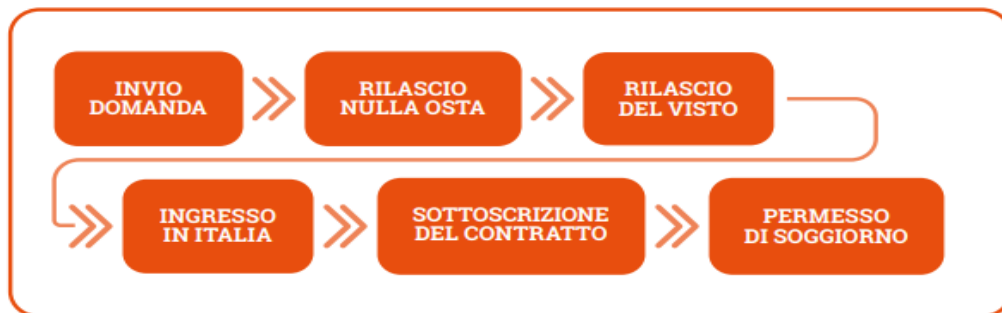 INVIO
DOMANDA
RILASCIO
NULLA OSTA
RILASCIO
DEL VISTO
INGRESSO
IN ITALIA
SOTTOSCRIZIONE
DEL CONTRATTO
PERMESSO
DI SOGGIORNO